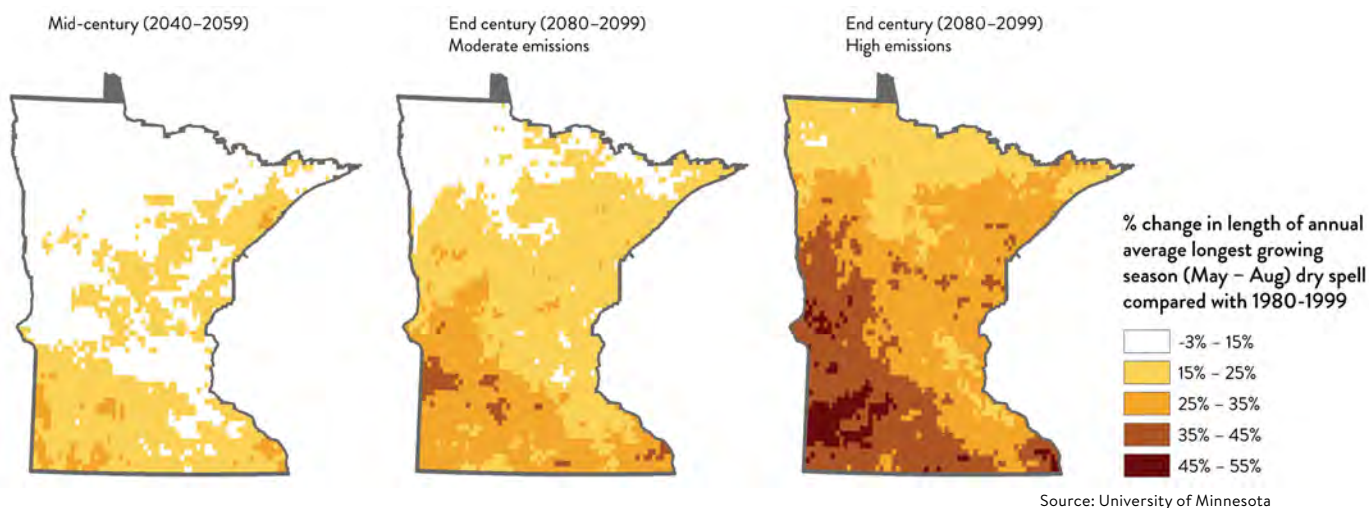 Mid-century (2040–2059)
End century (2080–2099)
Moderate emissions
End century (2080–2099)
High emissions
% change in length of annual
average longest growing
season (May – Aug) dry spell
compared with 1980-1999
-3% – 15%
15% – 25%
25% – 35%
35% – 45%
45% – 55%
Source: University of Minnesota